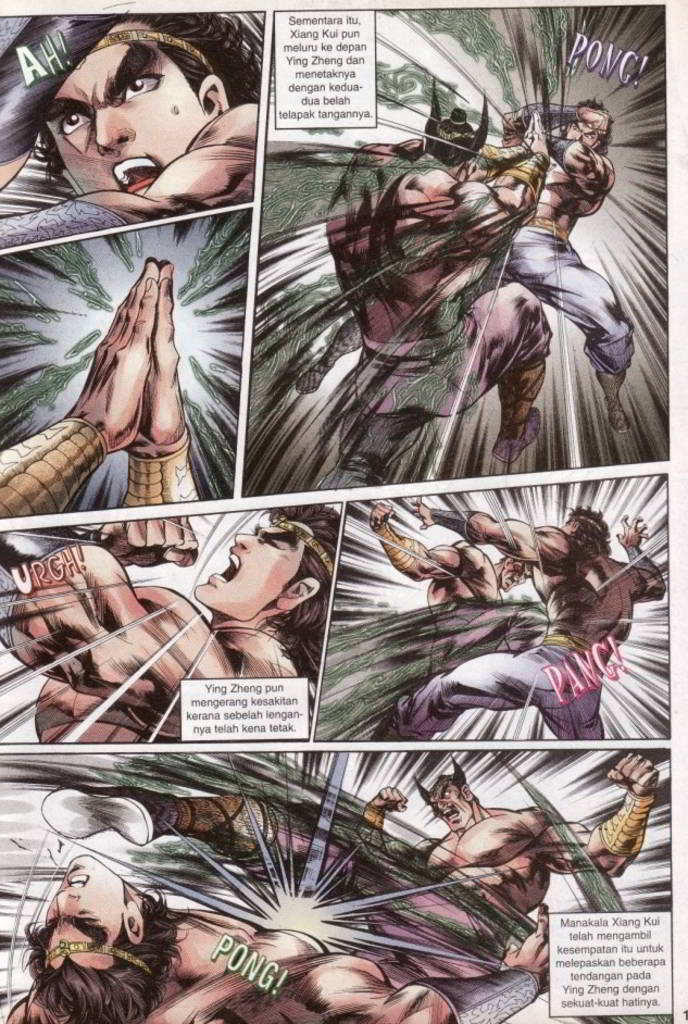 AH!
Sementara itu,
Xiang Kui pun
meluru ke depan
Ying Zheng dan
menetaknya
dengan kedua-
dua belah
telapak tangannya.
PONG!
URGH!
Ying Zheng pun
mengerang kesakitan
kerana sebelah lengan-
nya telah kena tetak.
PANG!
PONG!
Manakala Xiang Kui
telah mengambil
kesempatan itu untuk
melepaskan beberapa
tendangan pada
Ying Zheng dengan
sekuat-kuat hatinya.